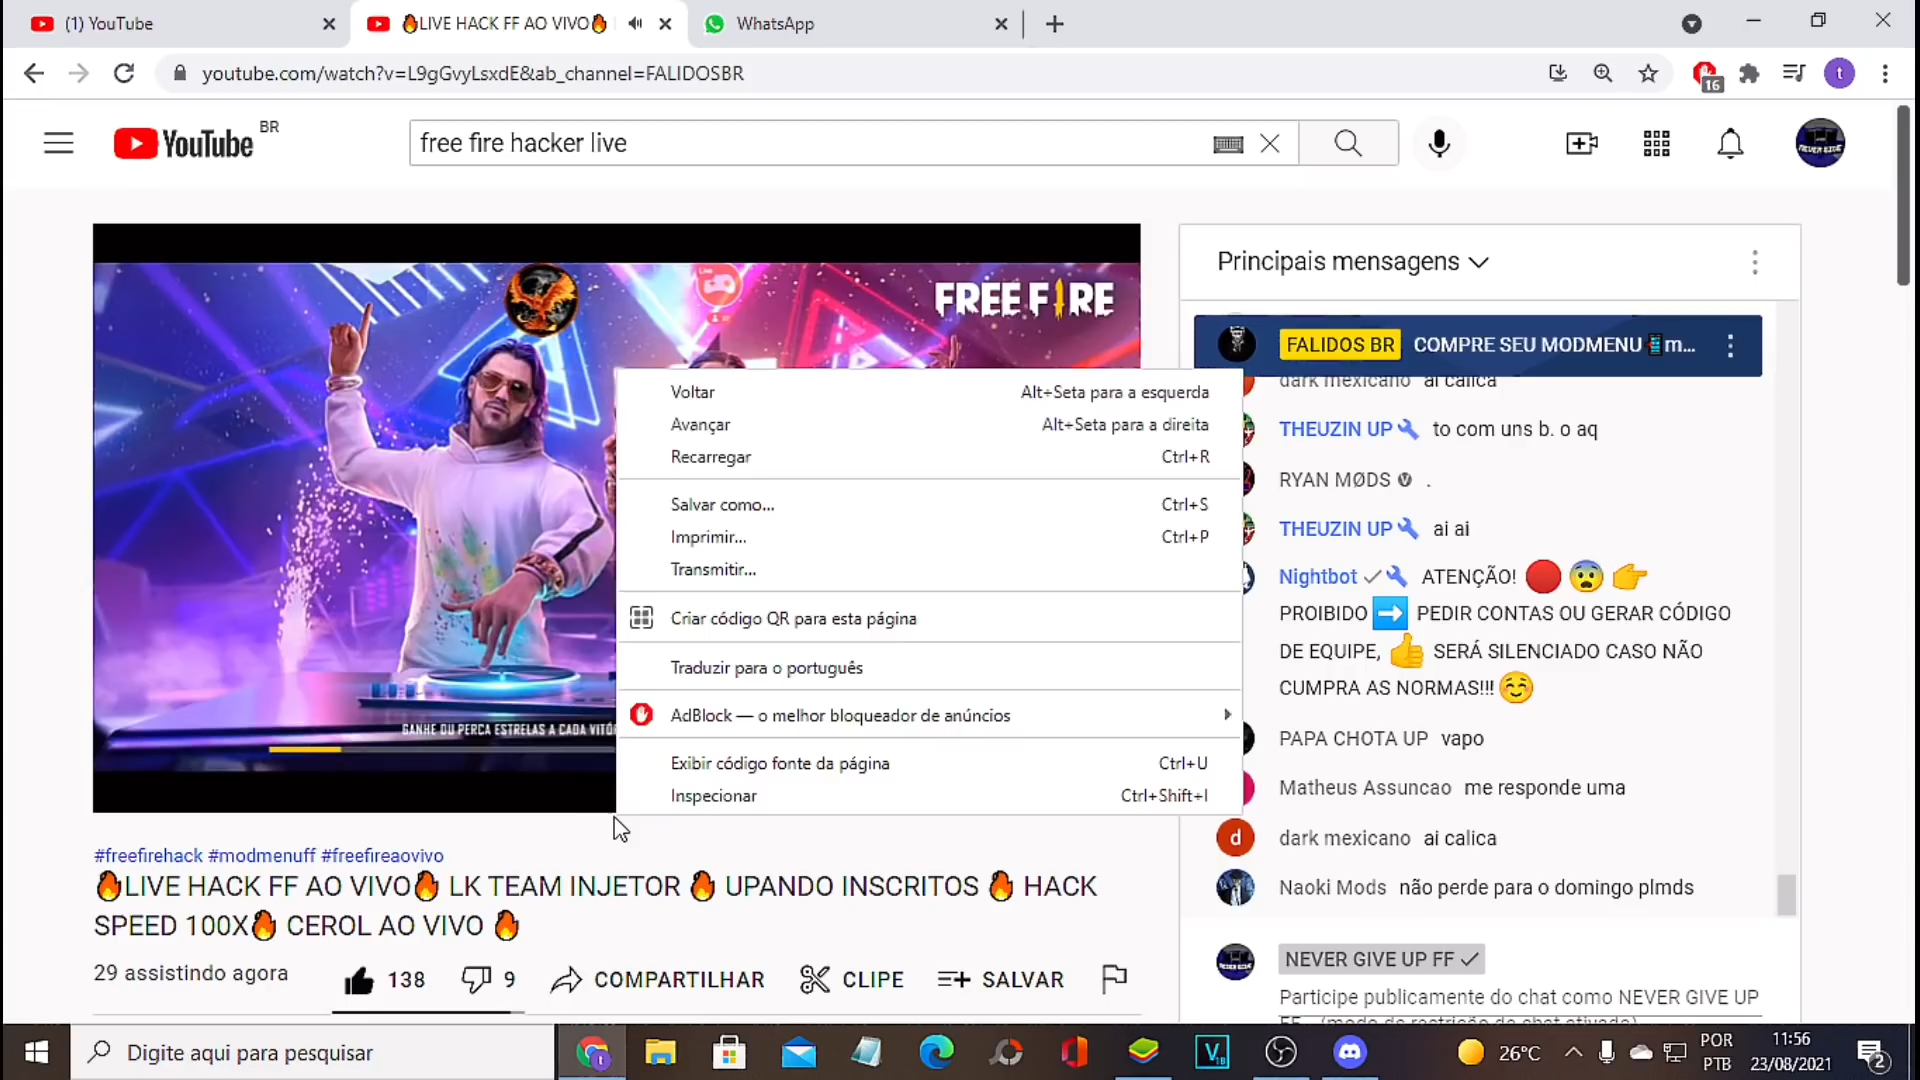 (1) YouTube
🔥LIVE HACK FF AO VIVO🔥
WhatsApp
youtube.com/watch?v=L9gGvyLsxdE&ab_channel=FALIDOSBR
16
t
YouTube BR
free fire hacker live
FREE FIRE
GANHE OU PERCA ESTRELAS A CADA
Voltar Alt+Seta para a esquerda
Avançar Alt+Seta para a direita
Recarregar Ctrl+R
Salvar como... Ctrl+S
Imprimir... Ctrl+P
Transmitir...
Criar código QR para esta página
Traduzir para o português
AdBlock — o melhor bloqueador de anúncios
Exibir código fonte da página Ctrl+U
Inspecionar Ctrl+Shift+I
#freefirehack #modmenuff #freefireaovivo
🔥LIVE HACK FF AO VIVO🔥 LK TEAM INJETOR 🔥 UPANDO INSCRITOS 🔥 HACK
SPEED 100X🔥 CEROL AO VIVO 🔥
29 assistindo agora
138
9
COMPARTILHAR
CLIPE
SALVAR
Principais mensagens
FALIDOS BR COMPRE SEU MODMENU📲m...
dark mexicano ai calica
THEUZIN UP🔧 to com uns b. o aq
RYAN MØDS .
THEUZIN UP🔧 ai ai
Nightbot ✓🔧 ATENÇÃO! 🔴😨👉
PROIBIDO ➡️ PEDIR CONTAS OU GERAR CÓDIGO
DE EQUIPE, 👍 SERÁ SILENCIADO CASO NÃO
CUMPRA AS NORMAS!!! ☺️
PAPA CHOTA UP vapo
Matheus Assuncao me responde uma
d dark mexicano ai calica
Naoki Mods não perde para o domingo plmds
NEVER GIVE UP FF ✓
Participe publicamente do chat como NEVER GIVE UP
FF... (modo de restrição do chat ativado)
Digite aqui para pesquisar
26°C
POR
PTB
11:56
23/08/2021
2